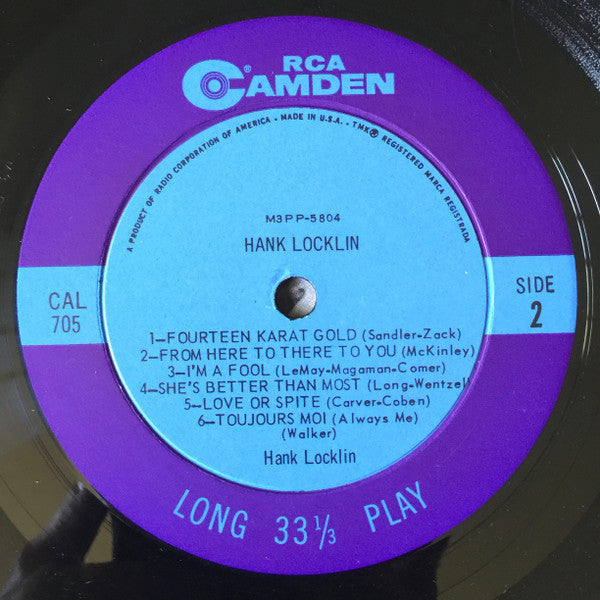 RCA
CAMDEN
A PRODUCT OF RADIO CORPORATION OF AMERICA • MADE IN U.S.A. • TMK® REGISTERED MARCA REGISTRADA
M3PP-5804
HANK LOCKLIN
CAL
705
SIDE
2
1—FOURTEEN KARAT GOLD (Sandler-Zack)
2—FROM HERE TO THERE TO YOU (McKinley)
3—I'M A FOOL (LeMay-Magaman-Comer)
4—SHE'S BETTER THAN MOST (Long-Wentzel)
5—LOVE OR SPITE (Carver-Coben)
6—TOUJOURS MOI (Always Me)
(Walker)
Hank Locklin
LONG 33⅓ PLAY